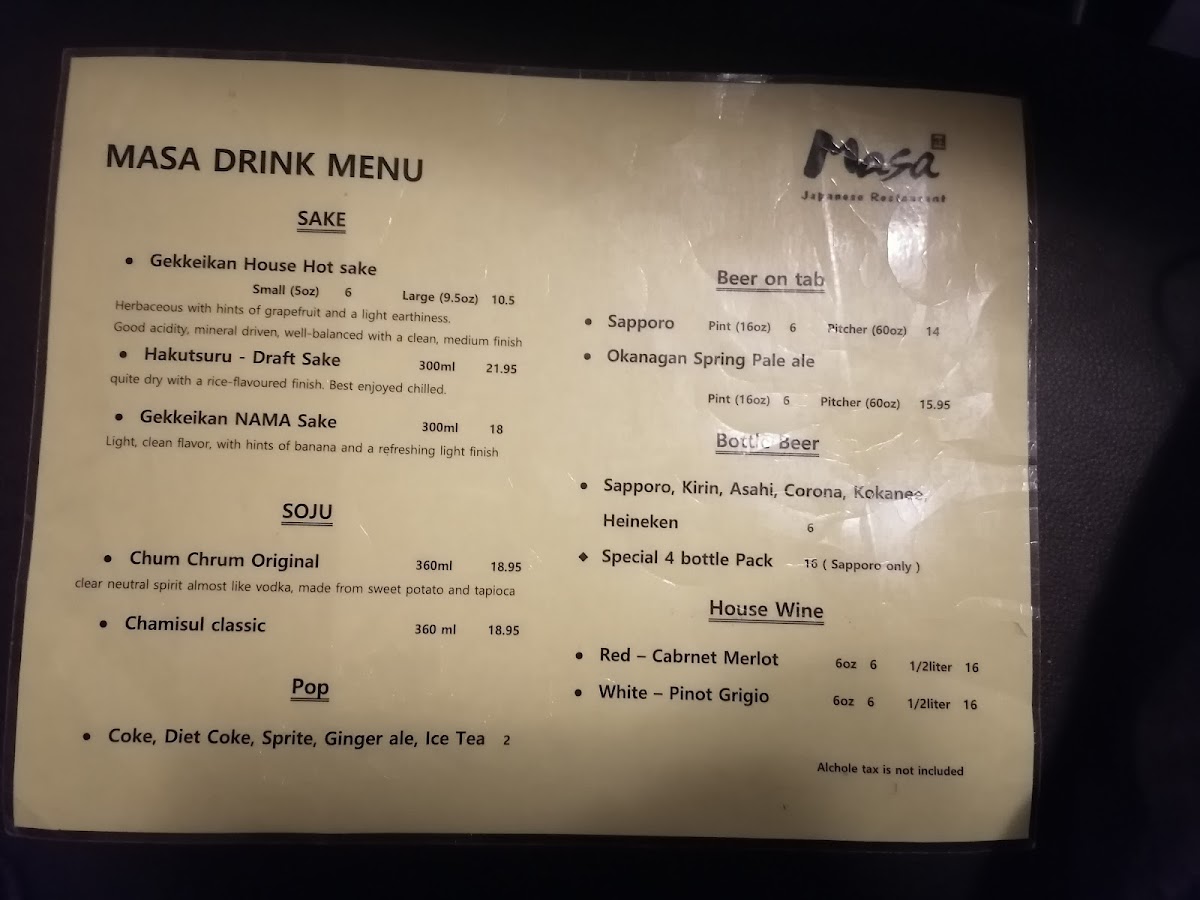 MASA DRINK MENU
SAKE
• Gekkeikan House Hot sake
Small (5oz) 6 Large (9.5oz) 10.5
Herbaceous with hints of grapefruit and a light earthiness.
Good acidity, mineral driven, well-balanced with a clean, medium finish
• Hakutsuru - Draft Sake 300ml 21.95
quite dry with a rice-flavoured finish. Best enjoyed chilled.
• Gekkeikan NAMA Sake 300ml 18
Light, clean flavor, with hints of banana and a refreshing light finish
SOJU
• Chum Chrum Original 360ml 18.95
clear neutral spirit almost like vodka, made from sweet potato and tapioca
• Chamisul classic 360 ml 18.95
Pop
• Coke, Diet Coke, Sprite, Ginger ale, Ice Tea 2
Masa
Japanese Restaurant
Beer on tab
• Sapporo Pint (16oz) 6 Pitcher (60oz) 14
• Okanagan Spring Pale ale
Pint (16oz) 6 Pitcher (60oz) 15.95
Bottle Beer
• Sapporo, Kirin, Asahi, Corona, Kokanee,
Heineken 6
◆ Special 4 bottle Pack 16 ( Sapporo only )
House Wine
• Red – Cabrnet Merlot 6oz 6 1/2liter 16
• White – Pinot Grigio 6oz 6 1/2liter 16
Alchole tax is not included